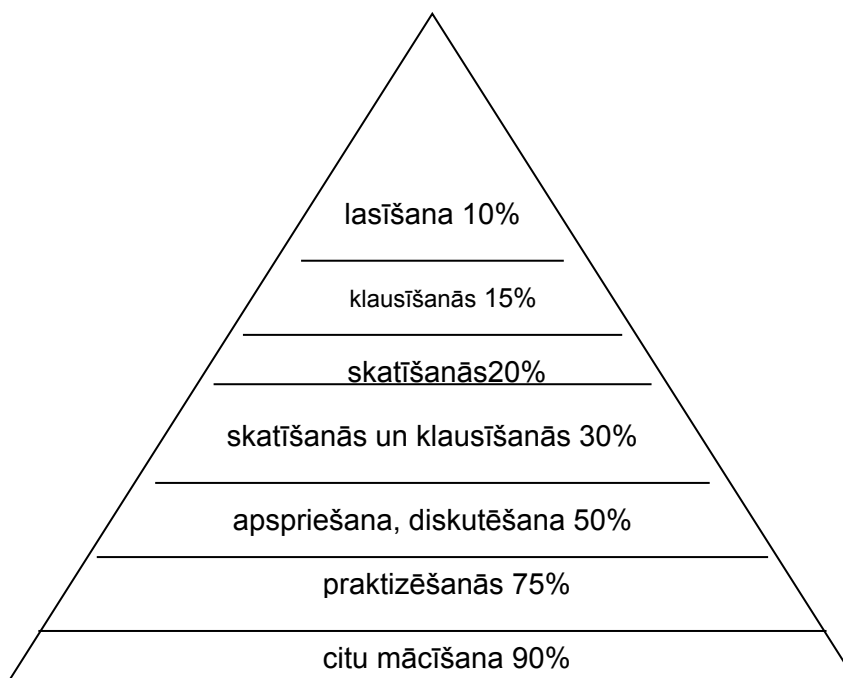 lasīšana 10%
klausīšanās 15%
skatīšanās20%
skatīšanās un klausīšanās 30%
apspriešana, diskutēšana 50%
praktizēšanās 75%
citu mācīšana 90%